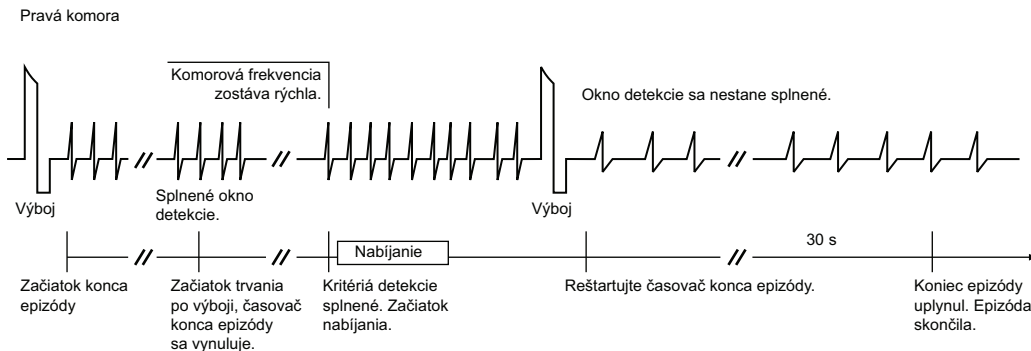 Pravá komora
Komorová frekvencia
zostáva rýchla.
Okno detekcie sa nestane splnené.
Výboj
Splnené okno
detekcie.
Výboj
Nabíjanie
30 s
Začiatok konca
epizódy
Začiatok trvania
po výboji, časovač
konca epizódy
sa vynuluje.
Kritériá detekcie
splnené. Začiatok
nabíjania.
Reštartujte časovač konca epizódy.
Koniec epizódy
uplynul. Epizóda
skončila.